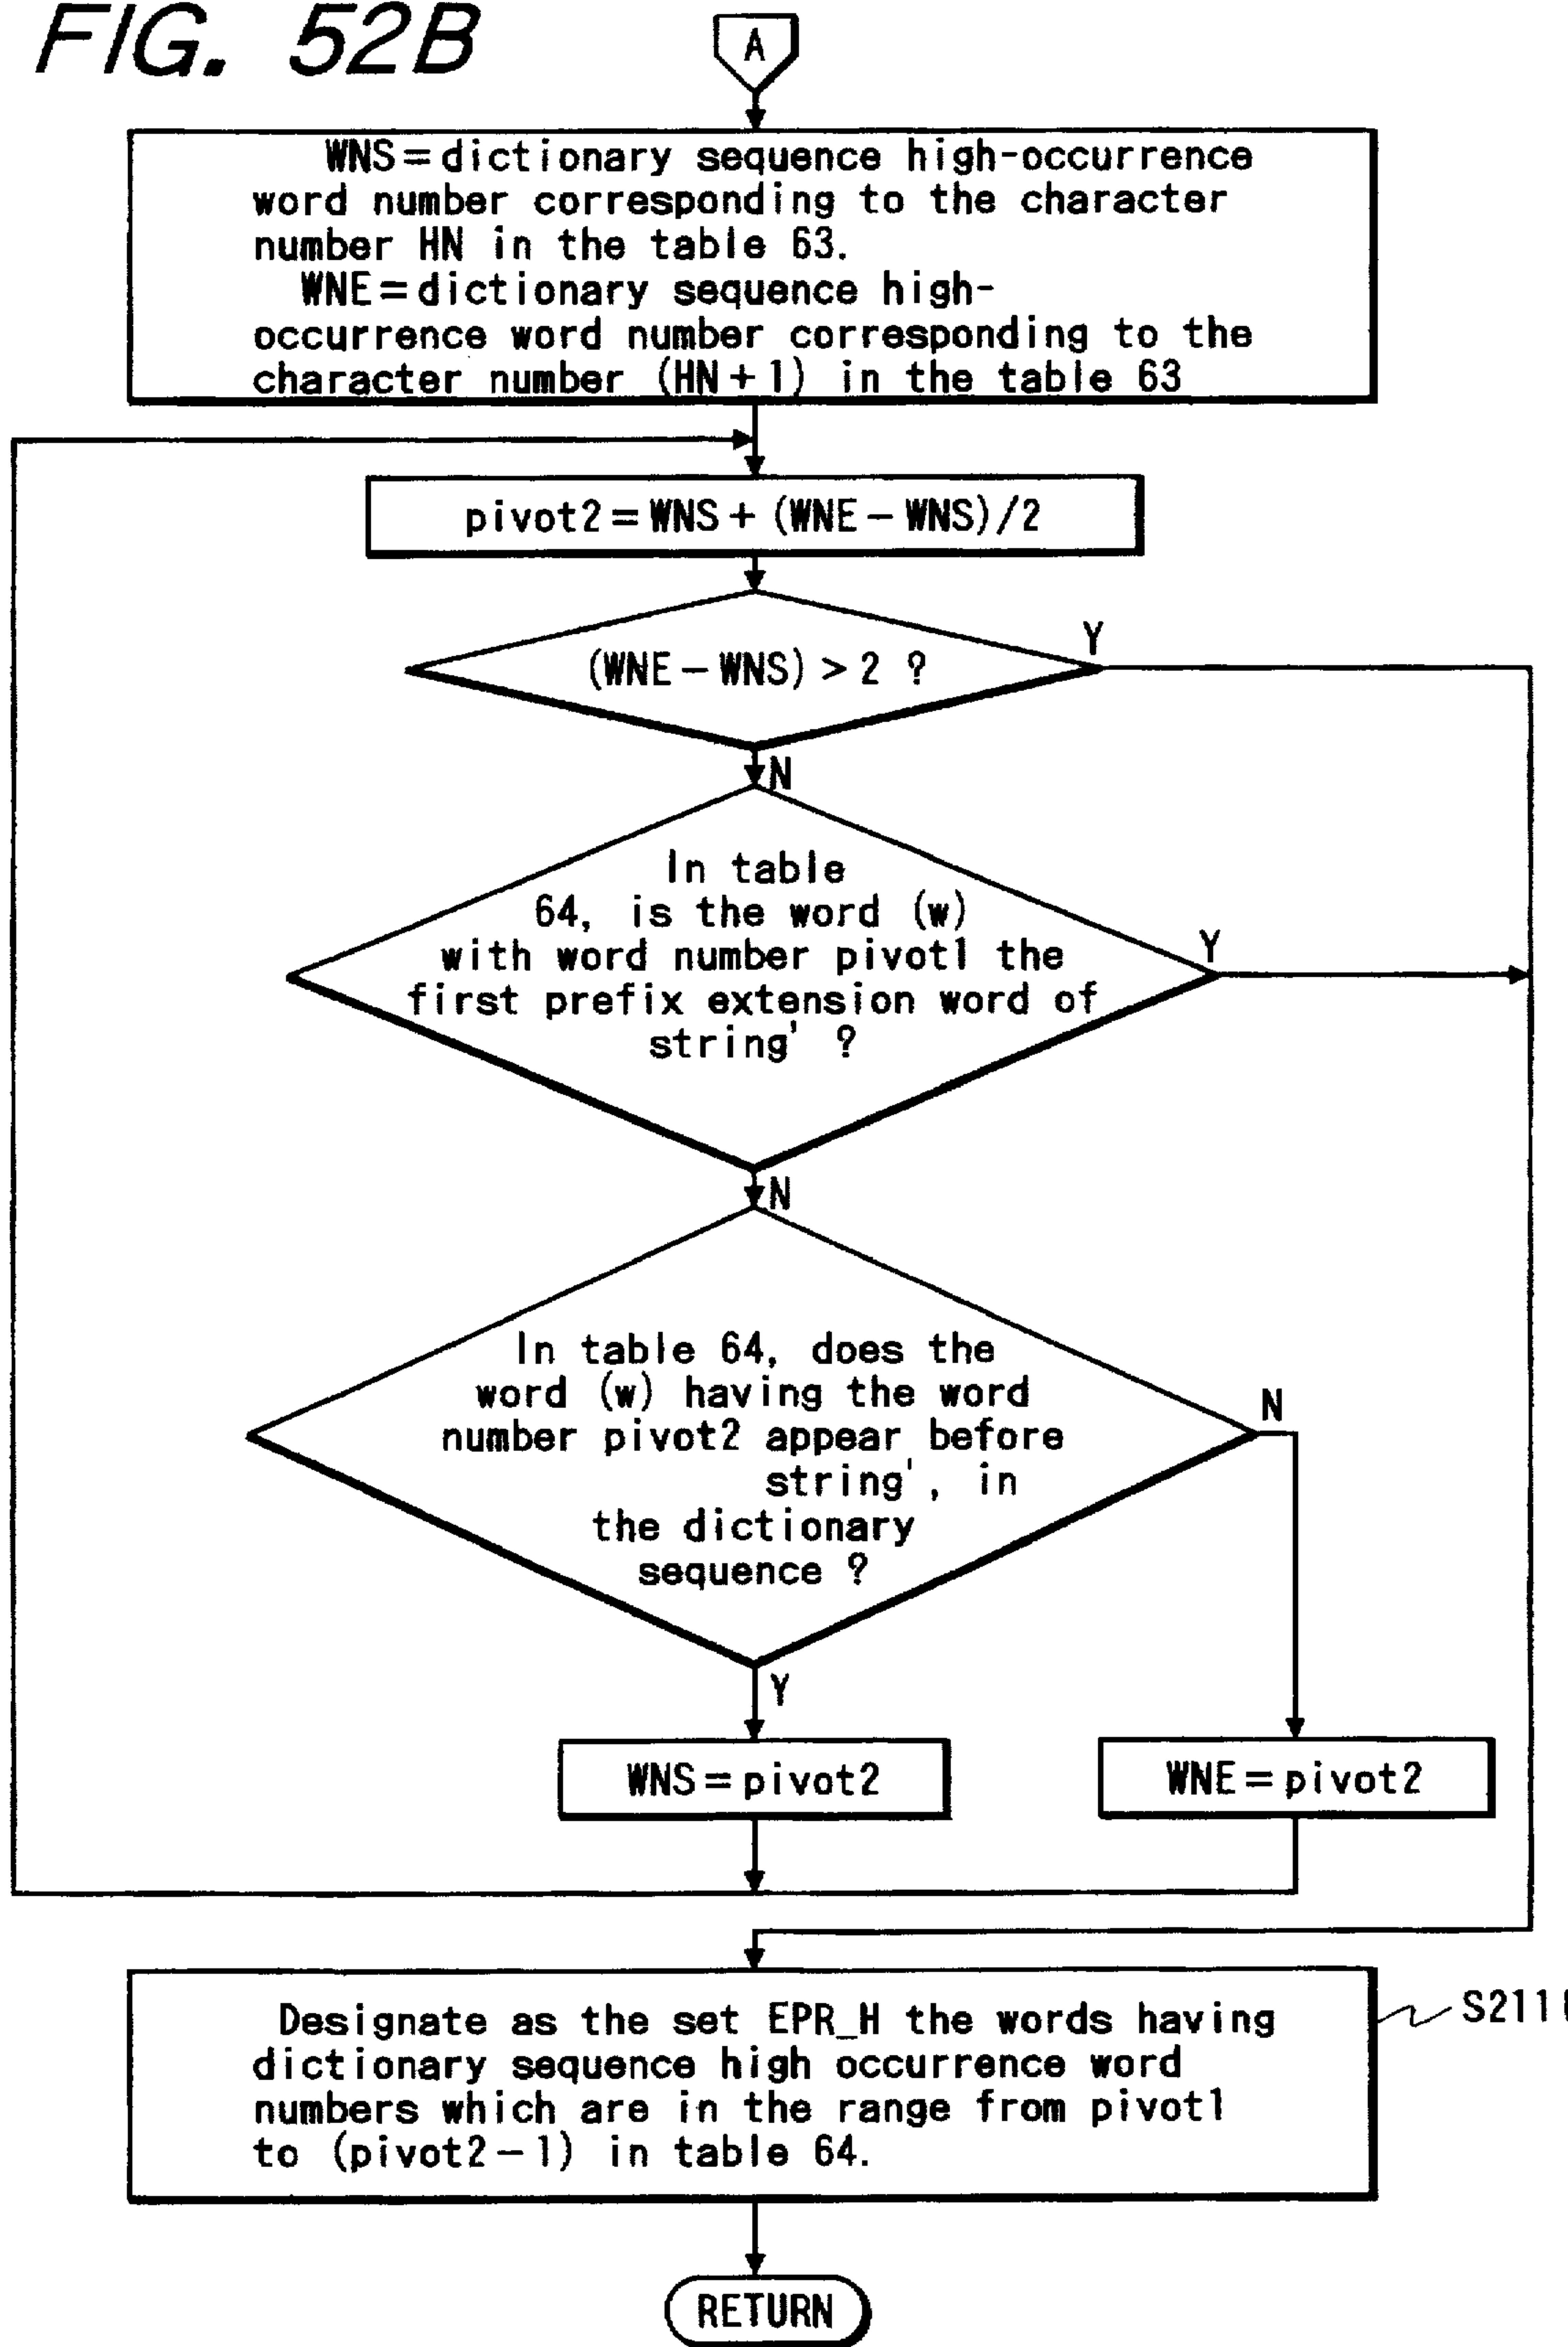 FIG. 52B
A
WNS=dictionary sequence high-occurrence
word number corresponding to the character
number HN in the table 63.
WNE=dictionary sequence high-
occurrence word number corresponding to the
character number (HN+1) in the table 63
pivot2=WNS+(WNE-WNS)/2
(WNE-WNS)>2 ?
Y
N
In table
64, is the word (w)
with word number pivot1 the
first prefix extension word of
string' ?
Y
N
In table 64, does the
word (w) having the word
number pivot2 appear before
string', in
the dictionary
sequence ?
N
Y
WNS=pivot2
WNE=pivot2
Designate as the set EPR_H the words having
dictionary sequence high occurrence word
numbers which are in the range from pivot1
to (pivot2-1) in table 64.
RETURN